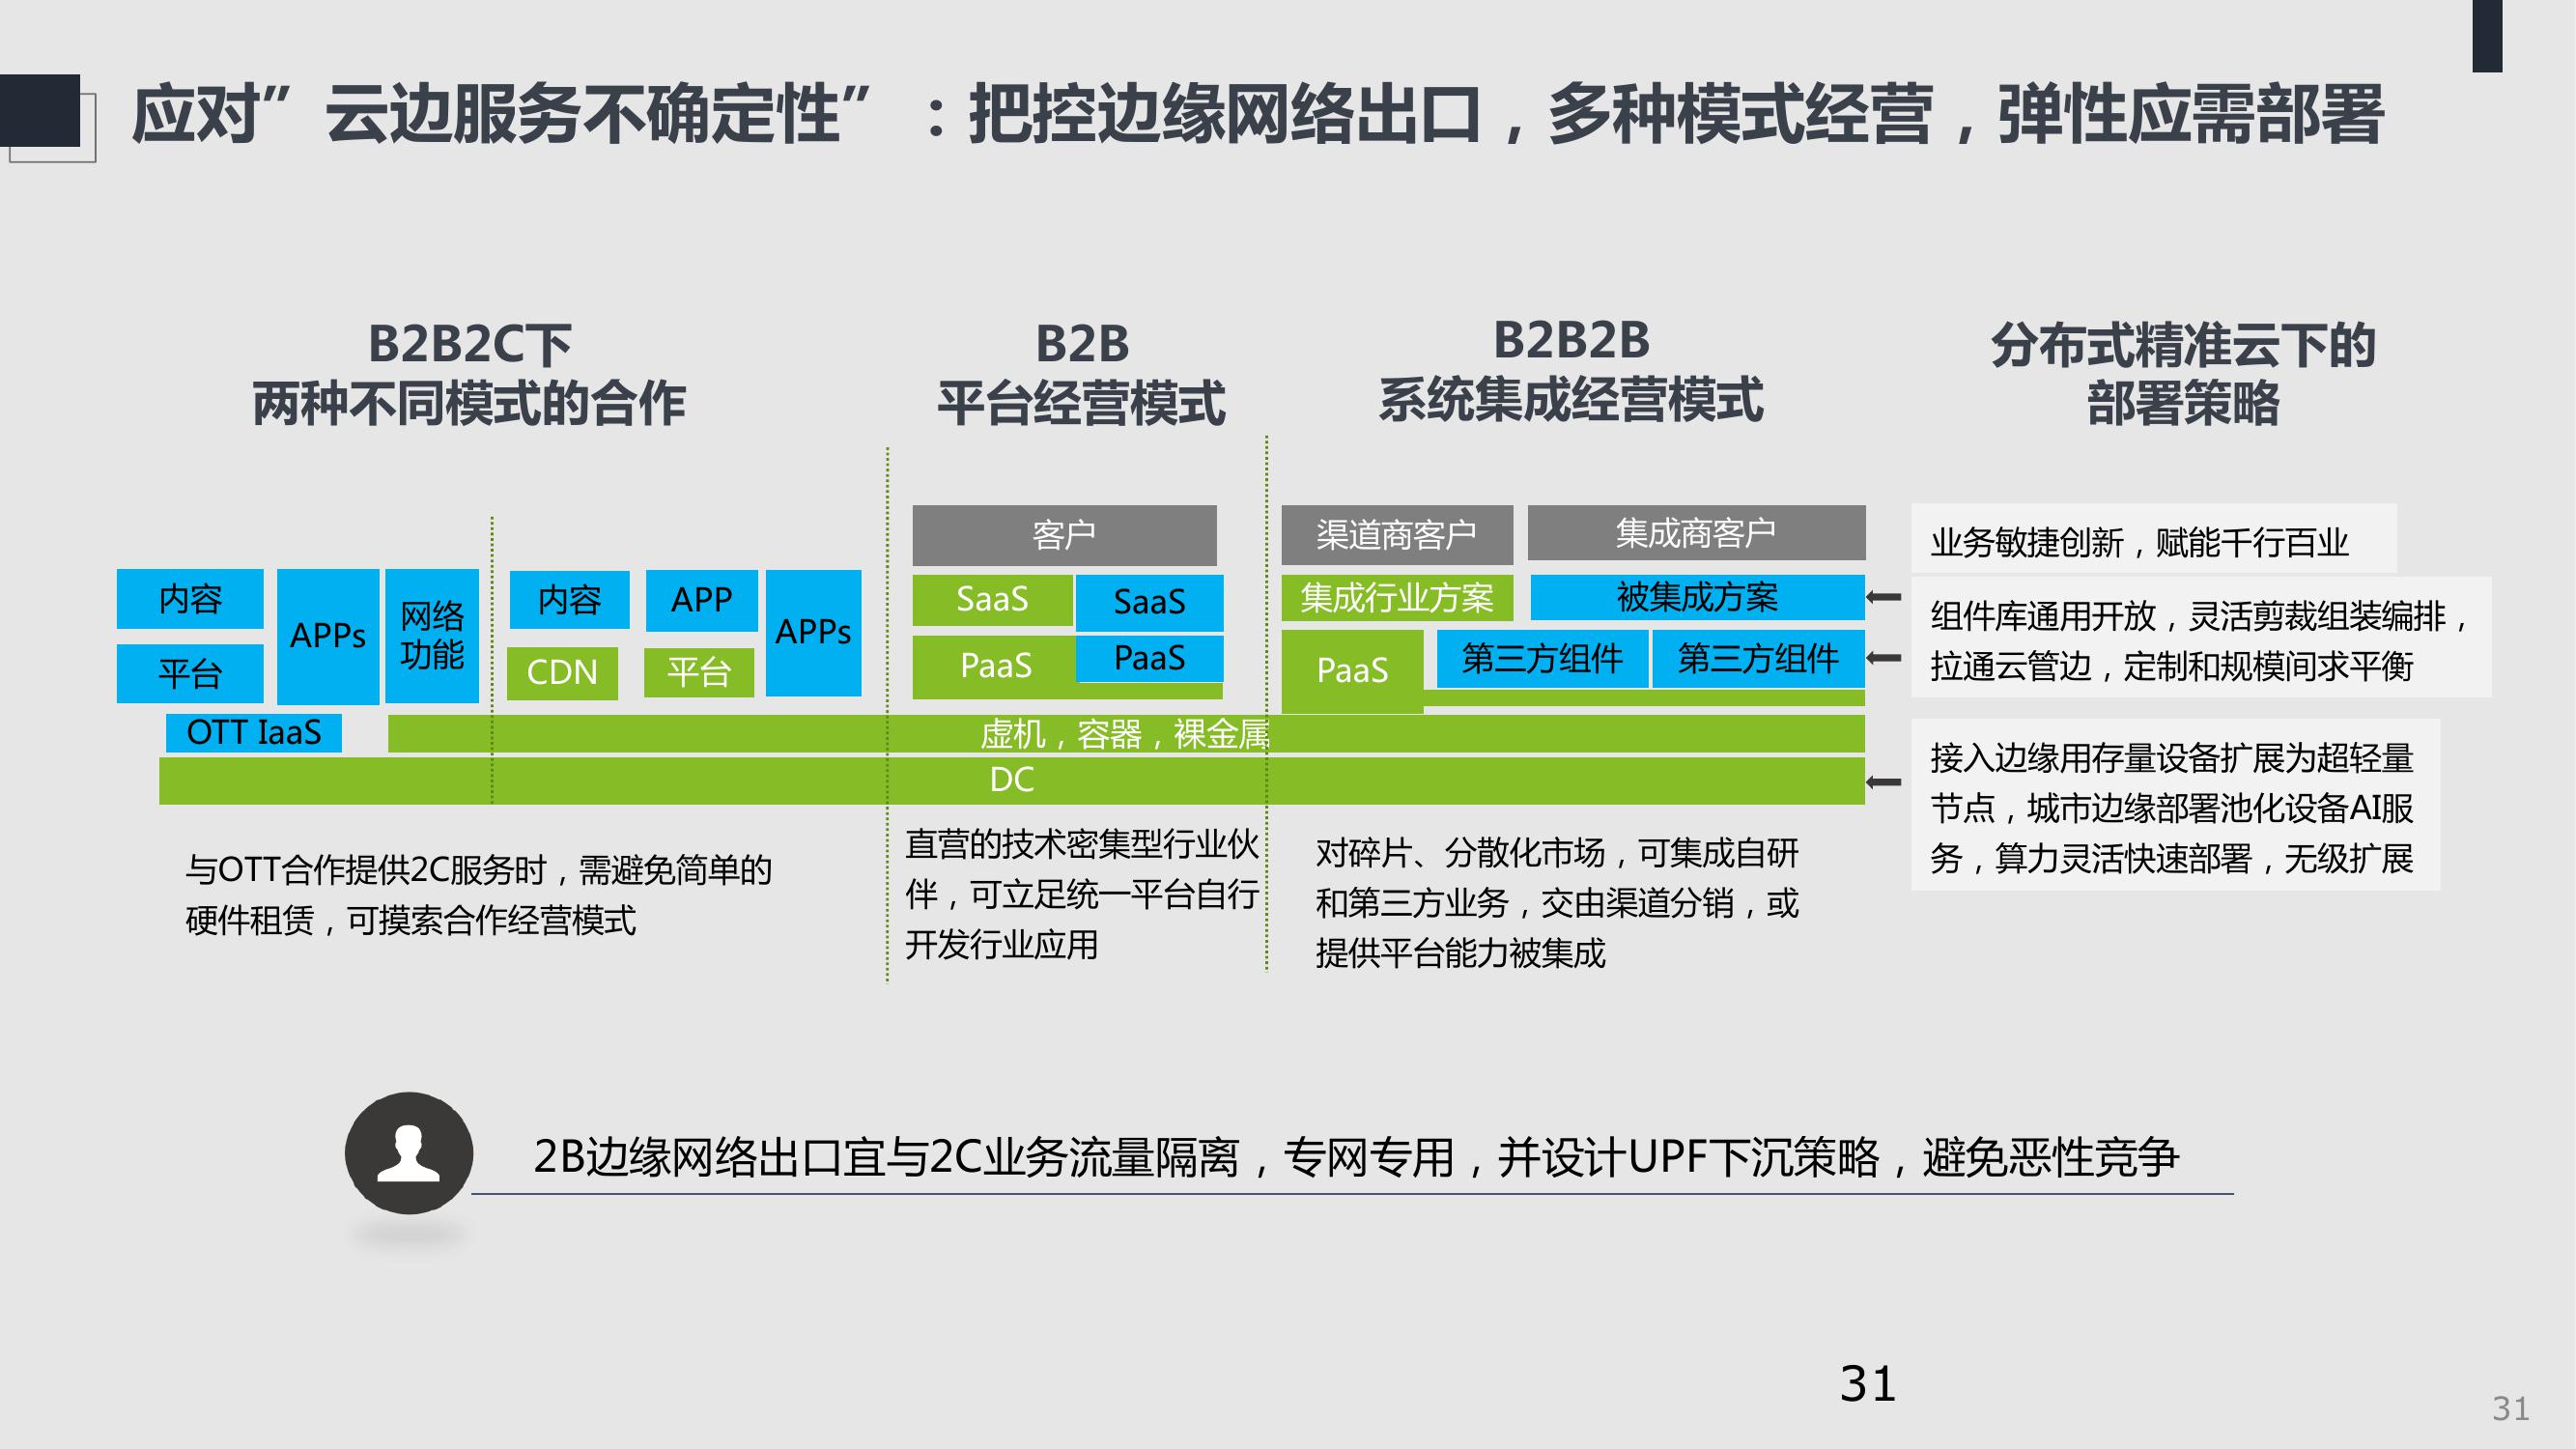 应对”云边服务不确定性”：把控边缘网络出口，多种模式经营，弹性应需部署
B2B2C下
两种不同模式的合作
内容
平台
APPs
网络
功能
OTT IaaS
内容
CDN
APP
平台
APPs
与OTT合作提供2C服务时，需避免简单的
硬件租赁，可摸索合作经营模式
B2B
平台经营模式
客户
SaaS
SaaS
PaaS
PaaS
虚机，容器，裸金属
DC
直营的技术密集型行业伙
伴，可立足统一平台自行
开发行业应用
B2B2B
系统集成经营模式
渠道商客户
集成商客户
集成行业方案
被集成方案
PaaS
第三方组件
第三方组件
对碎片、分散化市场，可集成自研
和第三方业务，交由渠道分销，或
提供平台能力被集成
分布式精准云下的
部署策略
业务敏捷创新，赋能千行百业
组件库通用开放，灵活剪裁组装编排，
拉通云管边，定制和规模间求平衡
接入边缘用存量设备扩展为超轻量
节点，城市边缘部署池化设备AI服
务，算力灵活快速部署，无级扩展
2B边缘网络出口宜与2C业务流量隔离，专网专用，并设计UPF下沉策略，避免恶性竞争
31
31